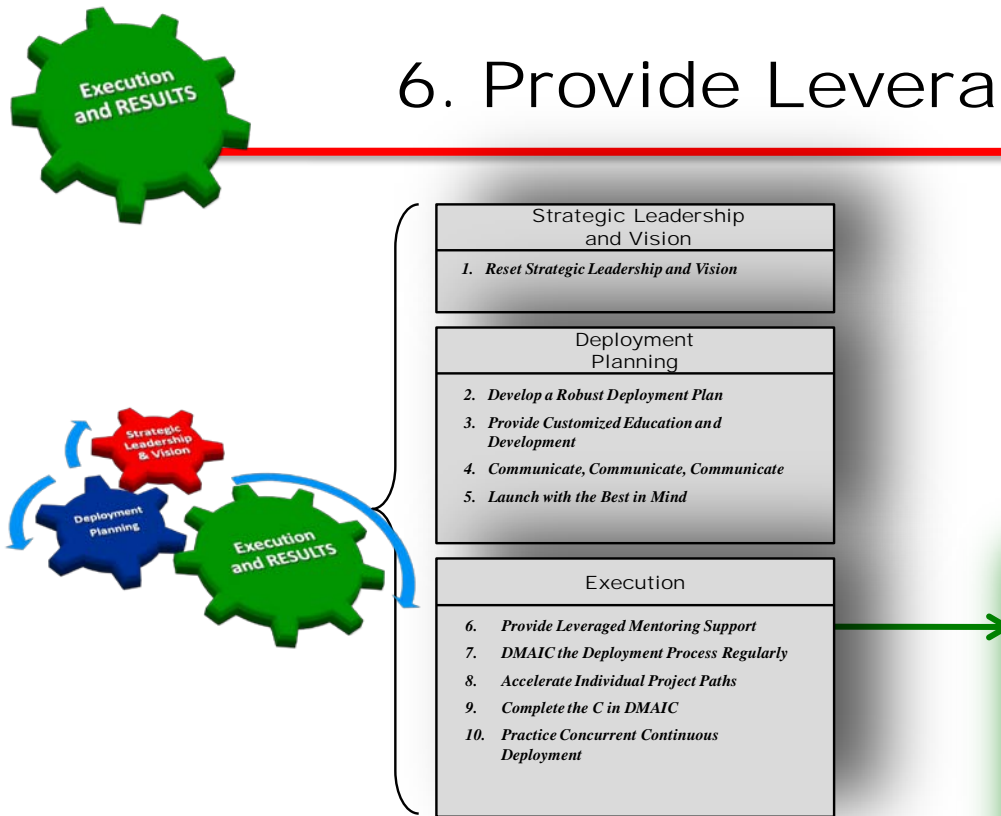 Execution
and RESULTS
6. Provide Levera
Strategic Leadership
and Vision
1. Reset Strategic Leadership and Vision
Deployment
Planning
2. Develop a Robust Deployment Plan
3. Provide Customized Education and
Development
4. Communicate, Communicate, Communicate
5. Launch with the Best in Mind
Strategic
Leadership
& Vision
Deployment
Planning
Execution
and RESULTS
Execution
6. Provide Leveraged Mentoring Support
7. DMAIC the Deployment Process Regularly
8. Accelerate Individual Project Paths
9. Complete the C in DMAIC
10. Practice Concurrent Continuous
Deployment